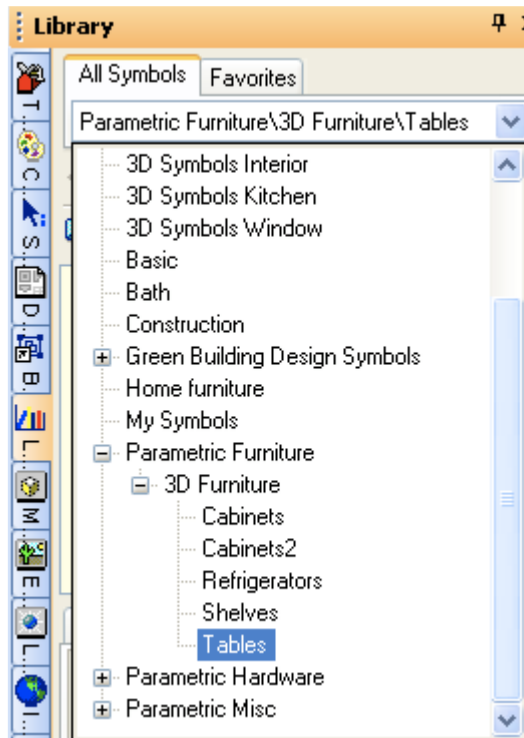 Library
All Symbols
Favorites
Parametric Furniture\3D Furniture\Tables
3D Symbols Interior
3D Symbols Kitchen
3D Symbols Window
Basic
Bath
Construction
Green Building Design Symbols
Home furniture
My Symbols
Parametric Furniture
3D Furniture
Cabinets
Cabinets2
Refrigerators
Shelves
Tables
Parametric Hardware
Parametric Misc
T...
C...
S...
D...
B...
L...
M...
E...
L...
I...